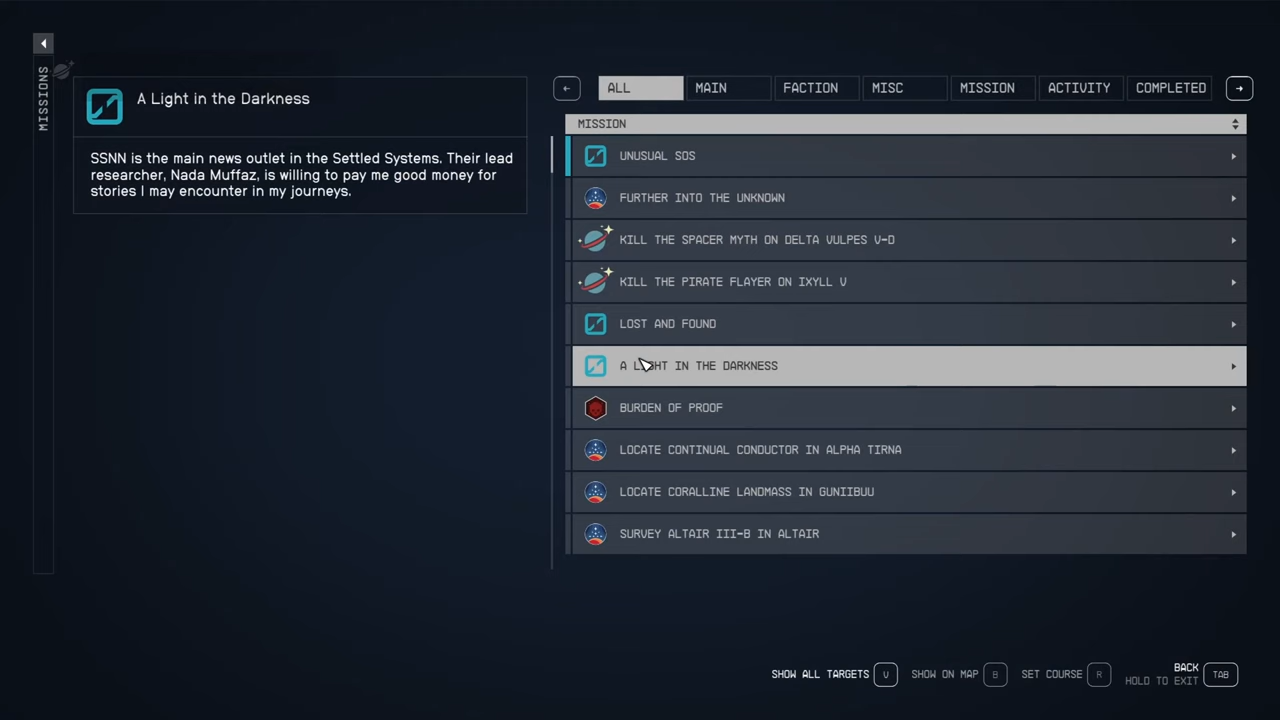 MISSIONS
A Light in the Darkness
SSNN is the main news outlet in the Settled Systems. Their lead
researcher, Nada Muffaz, is willing to pay me good money for
stories I may encounter in my journeys.
ALL MAIN FACTION MISC MISSION ACTIVITY COMPLETED
MISSION
UNUSUAL SOS
FURTHER INTO THE UNKNOWN
KILL THE SPACER MYTH ON DELTA VULPES V-D
KILL THE PIRATE FLAYER ON IXYLL V
LOST AND FOUND
A LIGHT IN THE DARKNESS
BURDEN OF PROOF
LOCATE CONTINUAL CONDUCTOR IN ALPHA TIRNA
LOCATE CORALLINE LANDMASS IN GUNIIBUU
SURVEY ALTAIR III-B IN ALTAIR
SHOW ALL TARGETS V SHOW ON MAP B SET COURSE R BACK
HOLD TO EXIT TAB